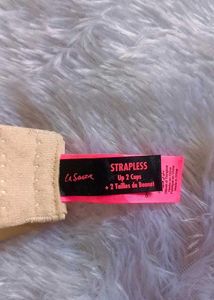 la Senza
STRAPLESS
Up 2 Cups
+ 2 Tailles de Bonnet